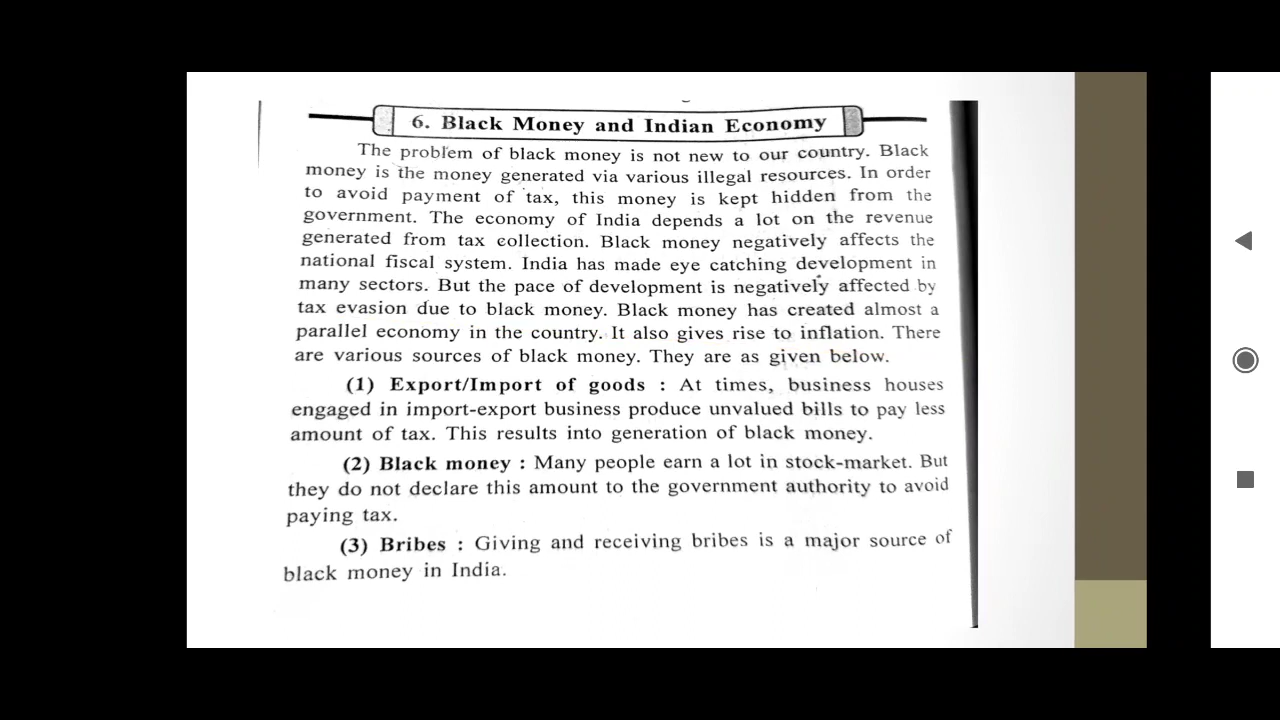 6. Black Money and Indian Economy
The problem of black money is not new to our country. Black
money is the money generated via various illegal resources. In order
to avoid payment of tax, this money is kept hidden from the
government. The economy of India depends a lot on the revenue
generated from tax collection. Black money negatively affects the
national fiscal system. India has made eye catching development in
many sectors. But the pace of development is negatively affected by
tax evasion due to black money. Black money has created almost a
parallel economy in the country. It also gives rise to inflation. There
are various sources of black money. They are as given below.
(1) Export/Import of goods : At times, business houses
engaged in import-export business produce unvalued bills to pay less
amount of tax. This results into generation of black money.
(2) Black money : Many people earn a lot in stock-market. But
they do not declare this amount to the government authority to avoid
paying tax.
(3) Bribes : Giving and receiving bribes is a major source of
black money in India.